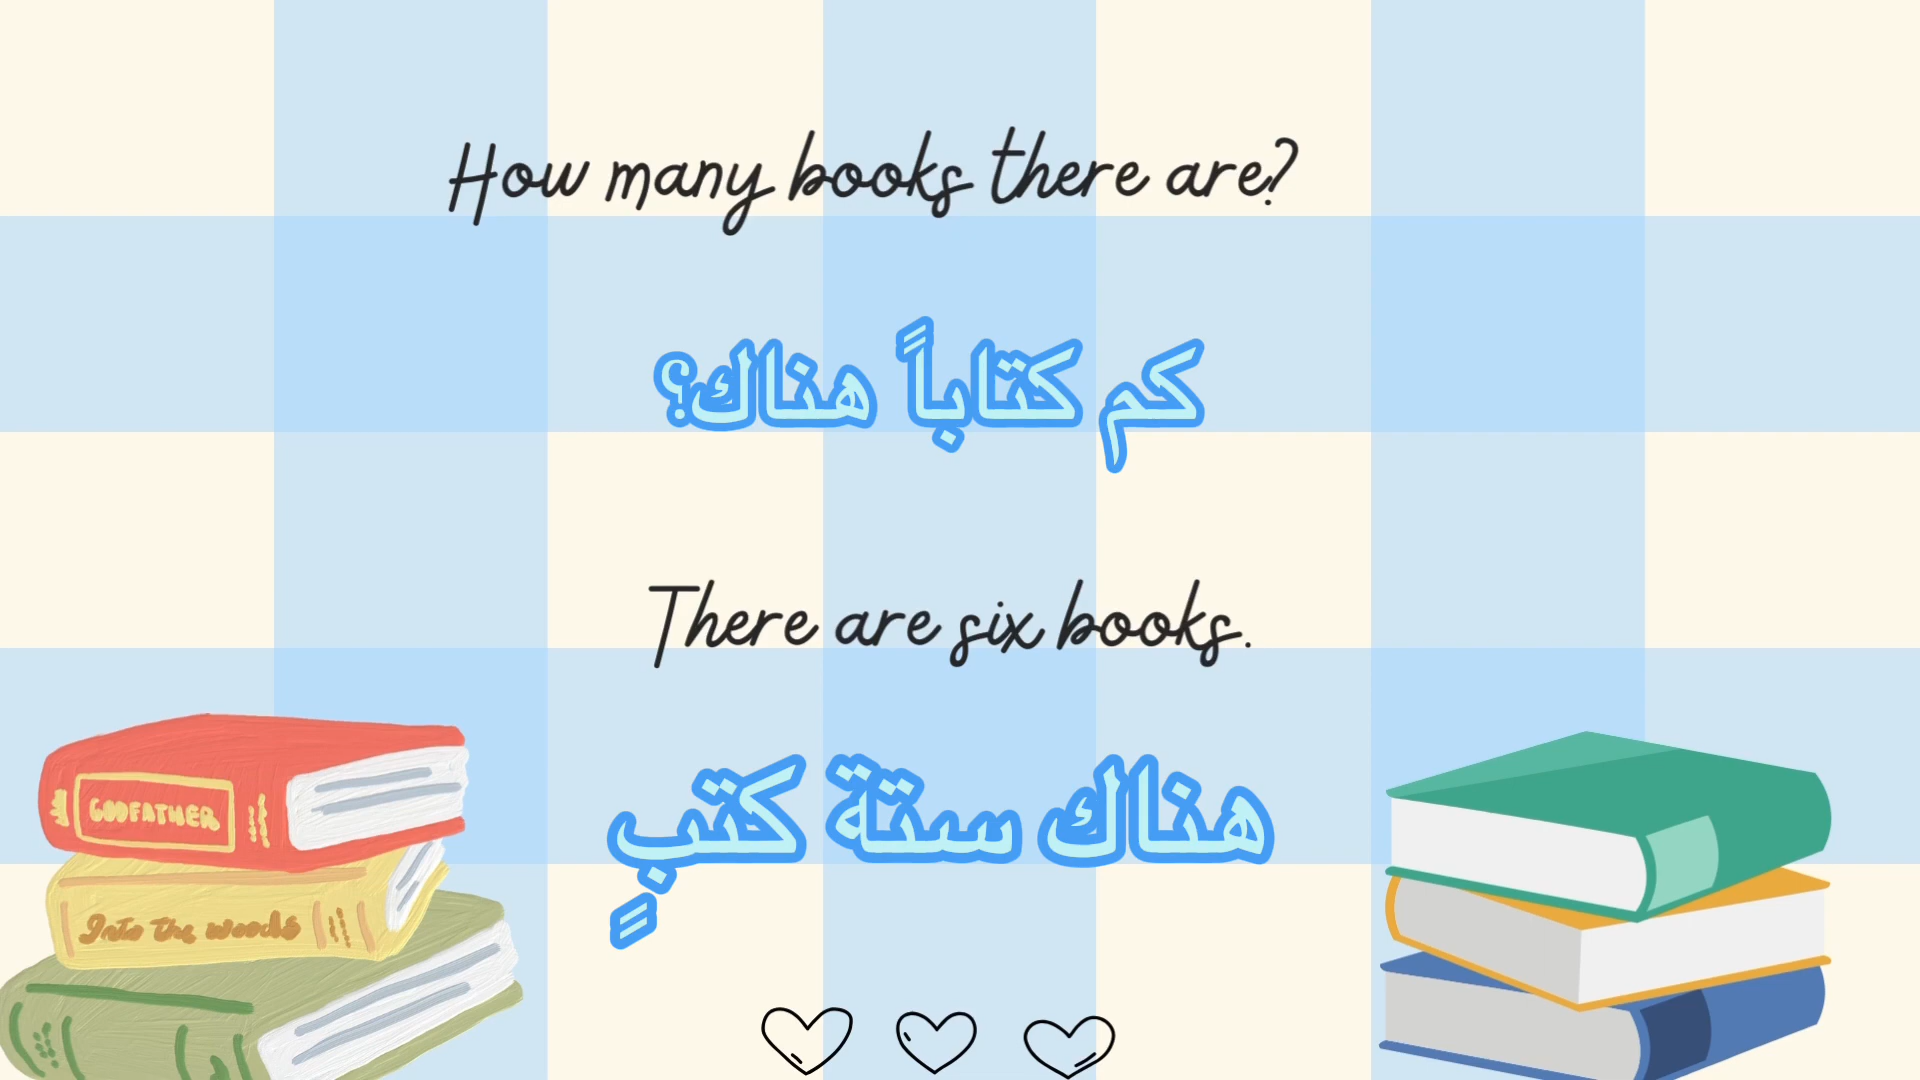 How many books there are?
كم كتاباً هناك؟
There are six books.
هناك ستة كتبٍ
GODFATHER
Into the woods